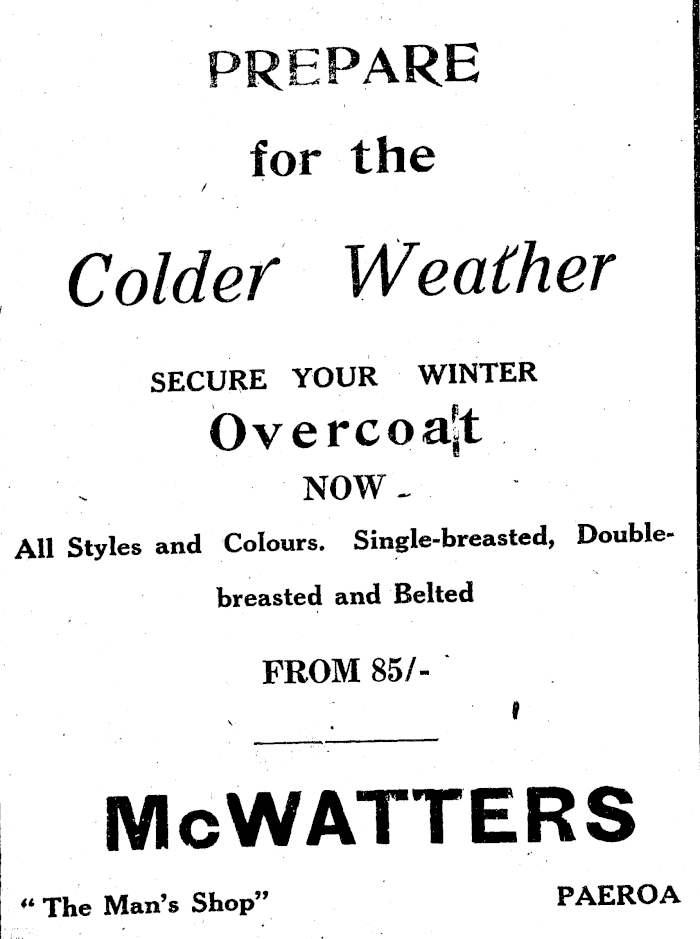 PREPARE
for the
Colder Weather
SECURE YOUR WINTER
Overcoat
NOW
All Styles and Colours. Single-breasted, Double-
breasted and Belted
FROM 85/-
McWATTERS
"The Man's Shop" PAEROA